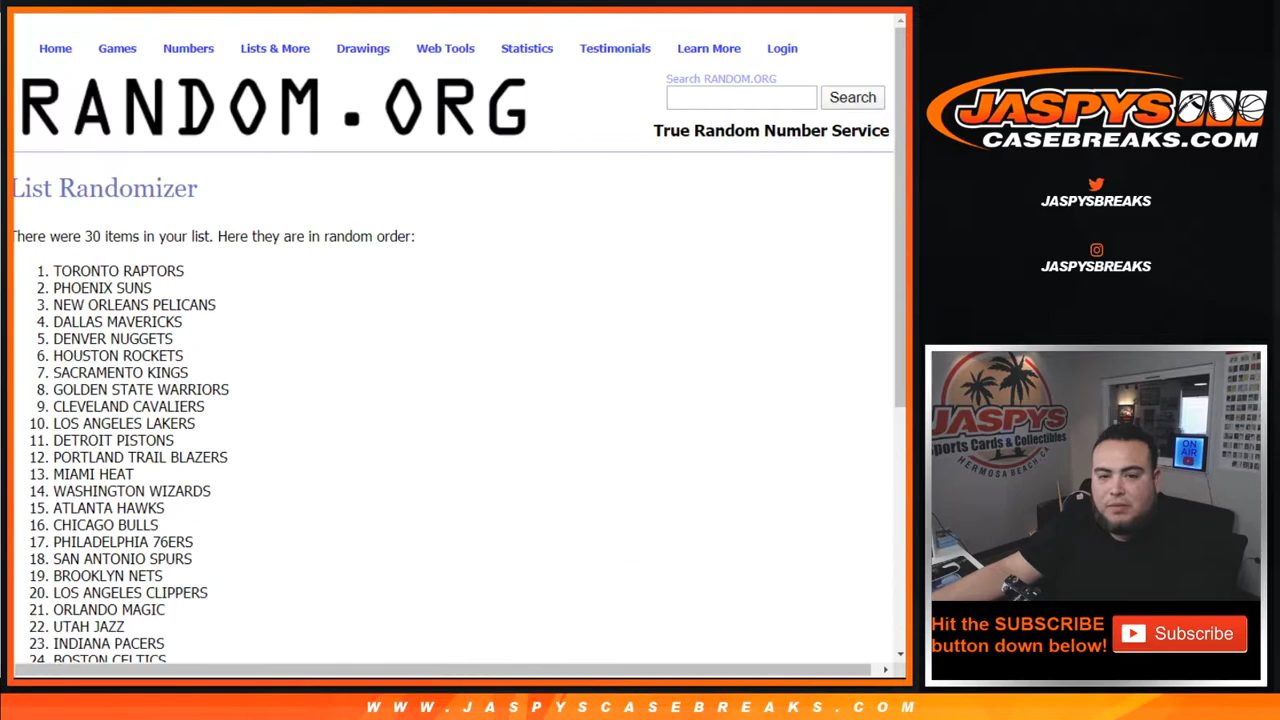 Home Games Numbers Lists & More Drawings Web Tools Statistics Testimonials Learn More Login
RANDOM.ORG
Search RANDOM.ORG
Search
True Random Number Service
List Randomizer
There were 30 items in your list. Here they are in random order:
1. TORONTO RAPTORS
2. PHOENIX SUNS
3. NEW ORLEANS PELICANS
4. DALLAS MAVERICKS
5. DENVER NUGGETS
6. HOUSTON ROCKETS
7. SACRAMENTO KINGS
8. GOLDEN STATE WARRIORS
9. CLEVELAND CAVALIERS
10. LOS ANGELES LAKERS
11. DETROIT PISTONS
12. PORTLAND TRAIL BLAZERS
13. MIAMI HEAT
14. WASHINGTON WIZARDS
15. ATLANTA HAWKS
16. CHICAGO BULLS
17. PHILADELPHIA 76ERS
18. SAN ANTONIO SPURS
19. BROOKLYN NETS
20. LOS ANGELES CLIPPERS
21. ORLANDO MAGIC
22. UTAH JAZZ
23. INDIANA PACERS
24. BOSTON CELTICS
JASPYS
CASEBREAKS.COM
JASPYSBREAKS
JASPYSBREAKS
JASPYS
Sports Cards & Collectibles
HERMOSA BEACH, CA
ON AIR
Hit the SUBSCRIBE
button down below!
Subscribe
WWW.JASPYSCASEBREAKS.COM